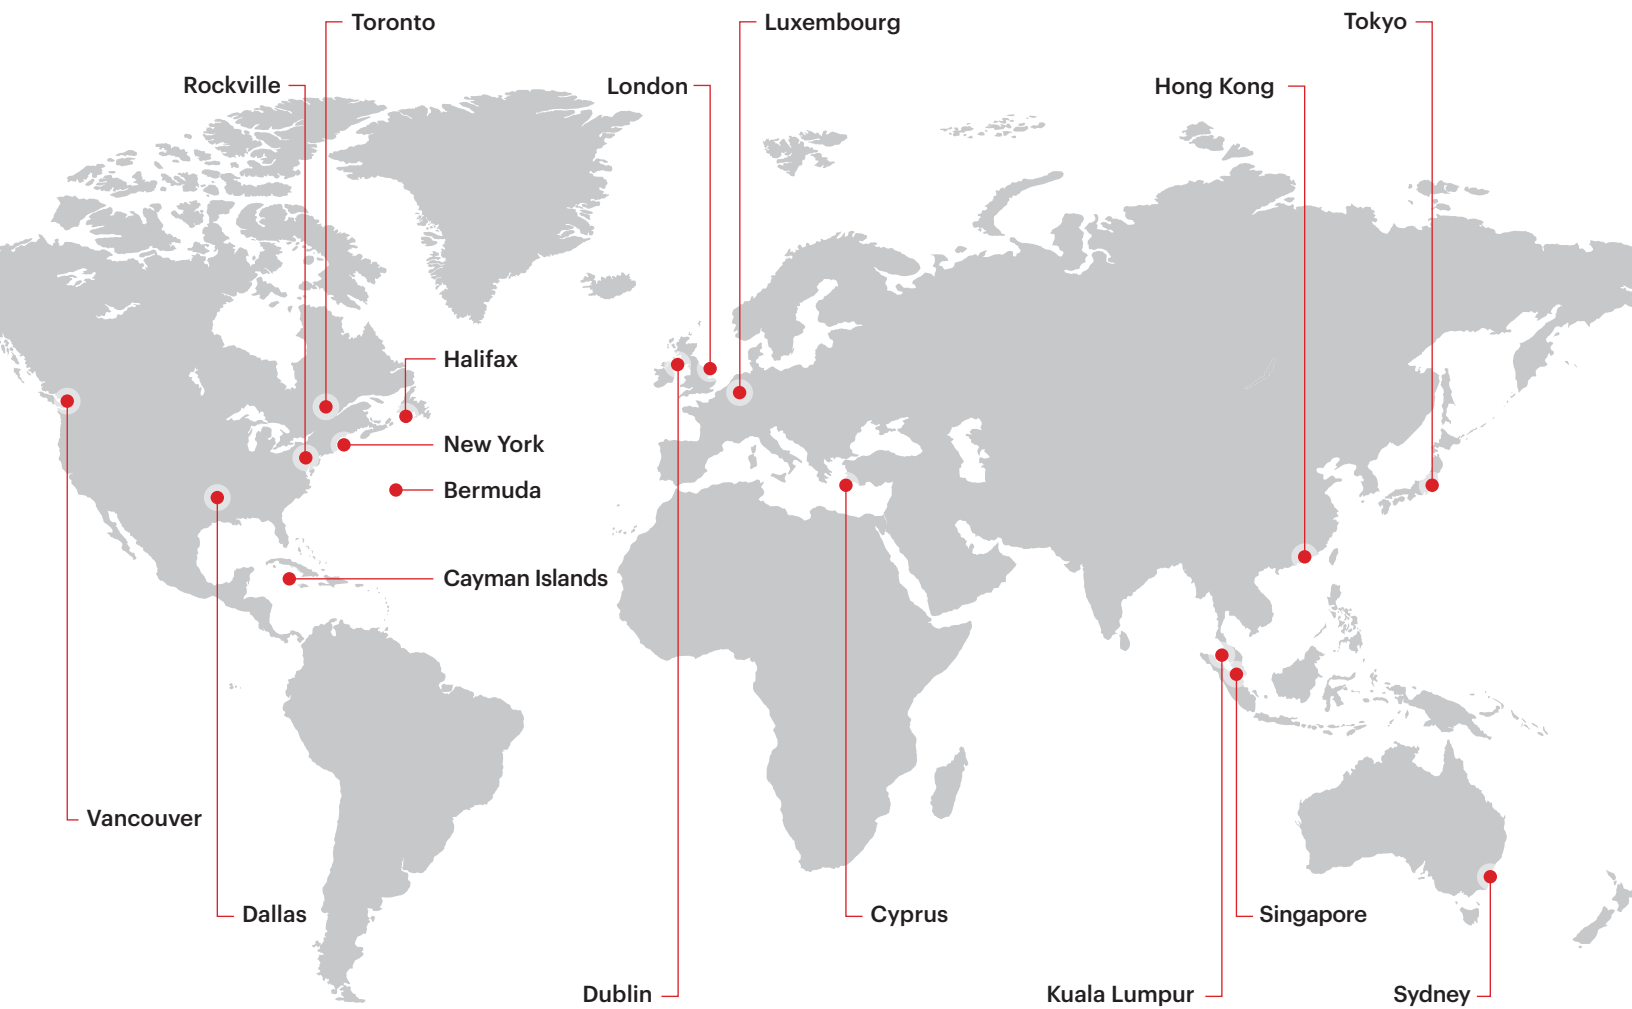 Toronto
Luxembourg
Tokyo
Rockville
London
Hong Kong
Halifax
New York
Bermuda
Cayman Islands
Vancouver
Dallas
Cyprus
Singapore
Dublin
Kuala Lumpur
Sydney